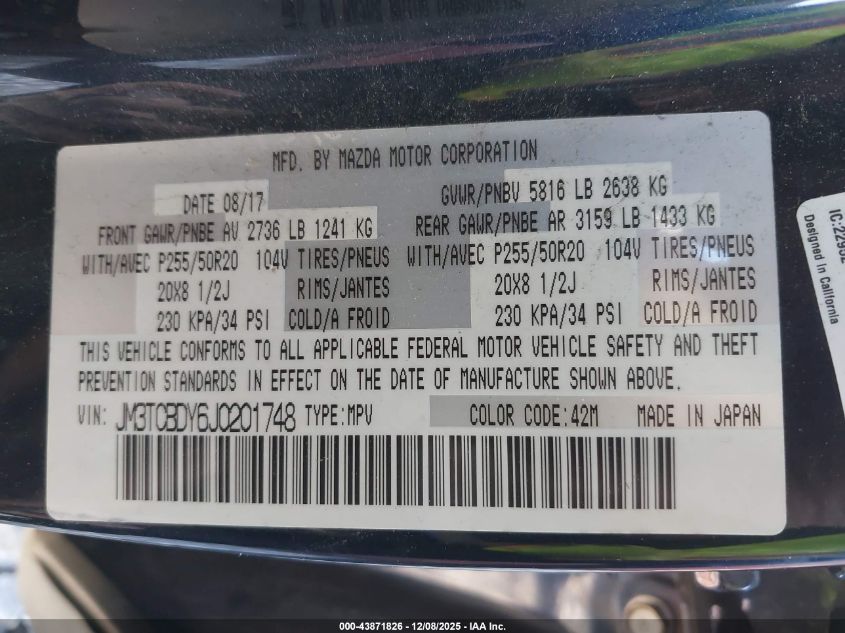 MFD. BY MAZDA MOTOR CORPORATION
DATE 08/17
GVWR/PNBV 5816 LB 2638 KG
FRONT GAWR/PNBE AV 2736 LB 1241 KG
REAR GAWR/PNBE AR 3159 LB 1433 KG
WITH/AVEC P255/50R20 104V TIRES/PNEUS
WITH/AVEC P255/50R20 104V TIRES/PNEUS
20X8 1/2J RIMS/JANTES
20X8 1/2J RIMS/JANTES
230 KPA/34 PSI COLD/A FROID
230 KPA/34 PSI COLD/A FROID
THIS VEHICLE CONFORMS TO ALL APPLICABLE FEDERAL MOTOR VEHICLE SAFETY AND THEFT
PREVENTION STANDARDS IN EFFECT ON THE DATE OF MANUFACTURE SHOWN ABOVE.
VIN: JM3TCBDY6J0201748 TYPE:MPV COLOR CODE:42M MADE IN JAPAN
Designed in California
000-43871826 - 12/08/2025 - IAA Inc.